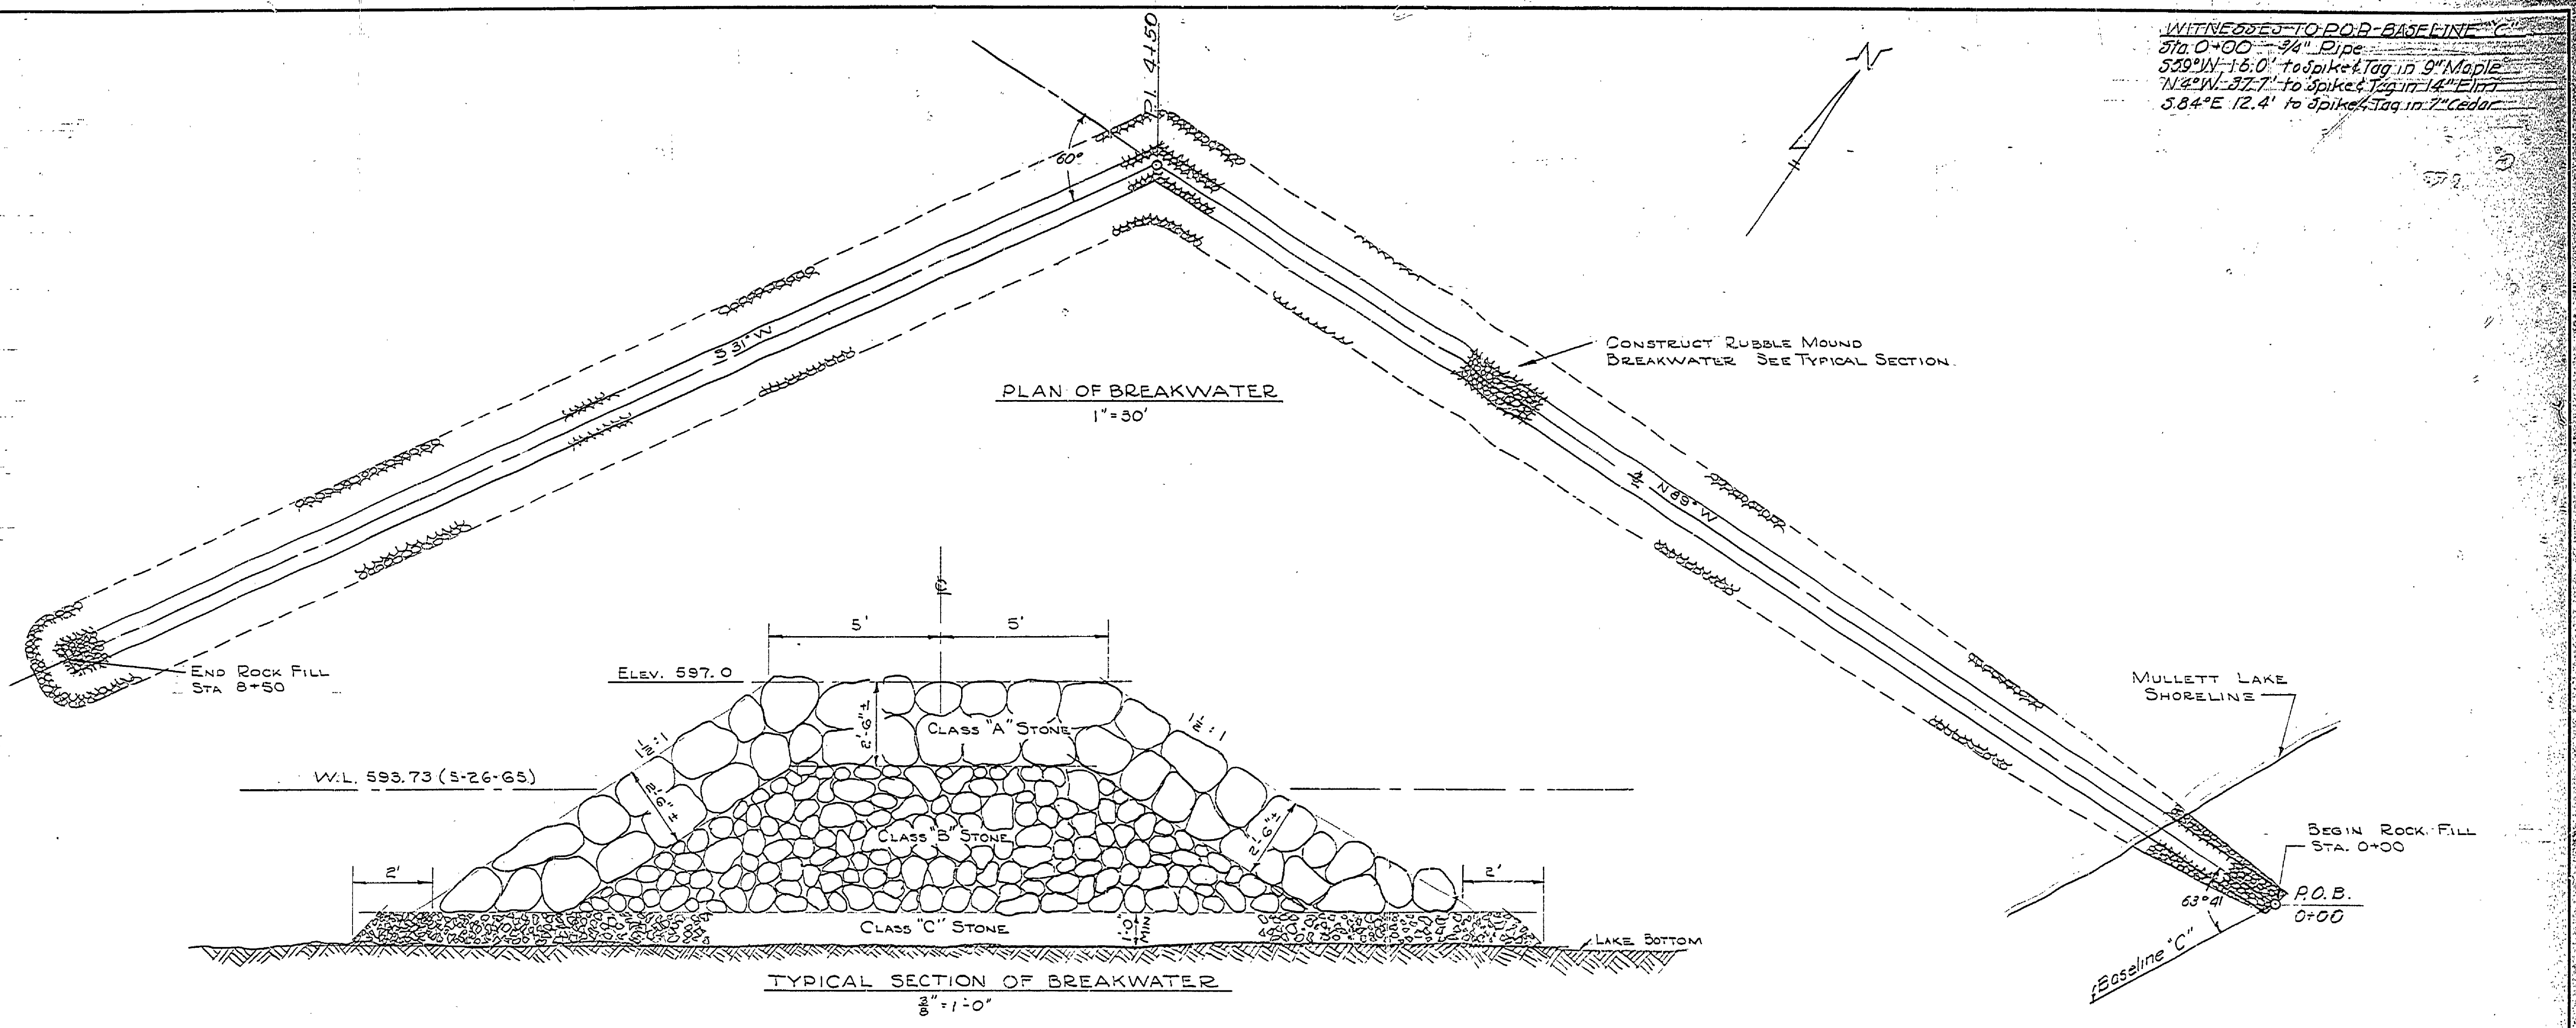 WITNESSES TO P.O.B-BASELINE "C"
Sta. 0+00 - 3/4" Pipe
S59°W-16.0' to Spike & Tag in 9" Maple
N4°W-37.7' to Spike & Tag in 14" Elm
S.84°E 12.4' to Spike & Tag in 7" Cedar
P.I. 4+50
60°
S 31° W
CONSTRUCT RUBBLE MOUND
BREAKWATER SEE TYPICAL SECTION.
PLAN OF BREAKWATER
1"=30'
N 89° W
END ROCK FILL
STA 8+50
MULLETT LAKE
SHORELINE
BEGIN ROCK FILL
STA. 0+00
P.O.B.
0+00
63°41'
Baseline "C"
℄
5'
5'
ELEV. 597.0
2'-6"±
CLASS "A" STONE
1½:1
1½:1
W.L. 593.73 (5-26-65)
2'-6"±
CLASS "B" STONE
2'-6"±
2'
2'
CLASS "C" STONE
1'-0"
MIN
LAKE BOTTOM
TYPICAL SECTION OF BREAKWATER
3/8"=1'-0"